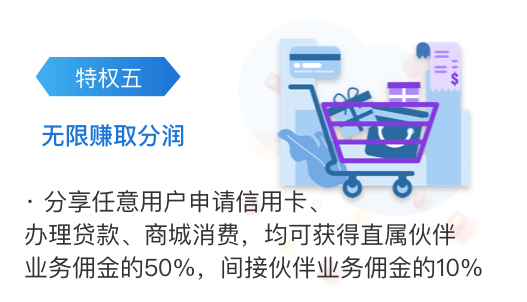 特权五
无限赚取分润
· 分享任意用户申请信用卡、
办理贷款、商城消费，均可获得直属伙伴
业务佣金的50%，间接伙伴业务佣金的10%
$